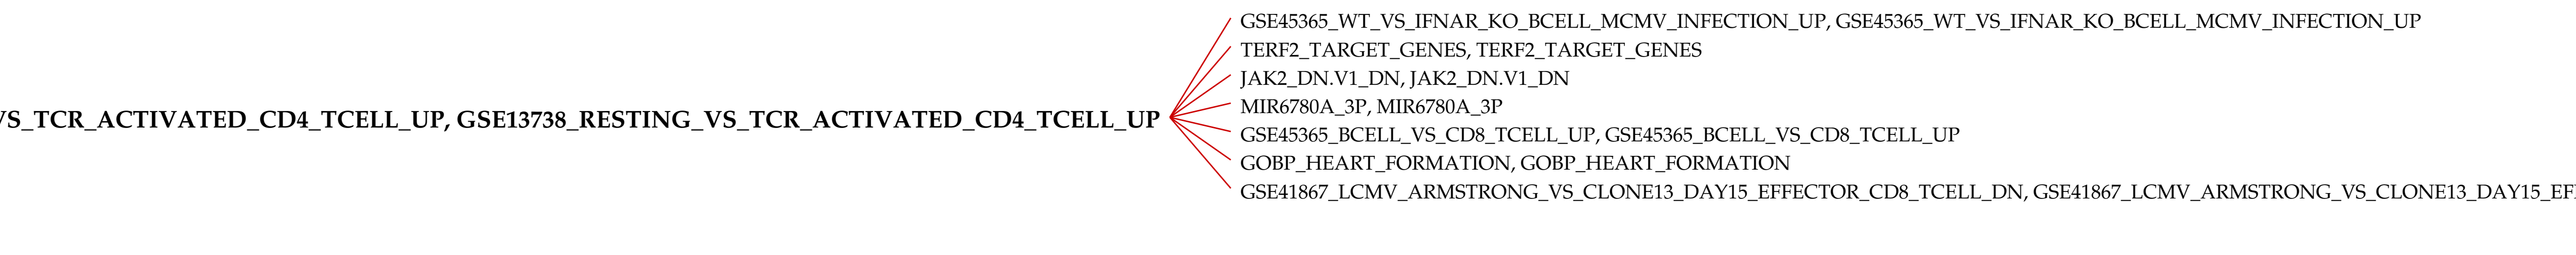 GSE45365_WT_VS_IFNAR_KO_BCELL_MCMV_INFECTION_UP, GSE45365_WT_VS_IFNAR_KO_BCELL_MCMV_INFECTION_UP
TERF2_TARGET_GENES, TERF2_TARGET_GENES
JAK2_DN.V1_DN, JAK2_DN.V1_DN
MIR6780A_3P, MIR6780A_3P
VS_TCR_ACTIVATED_CD4_TCELL_UP, GSE13738_RESTING_VS_TCR_ACTIVATED_CD4_TCELL_UP
GSE45365_BCELL_VS_CD8_TCELL_UP, GSE45365_BCELL_VS_CD8_TCELL_UP
GOBP_HEART_FORMATION, GOBP_HEART_FORMATION
GSE41867_LCMV_ARMSTRONG_VS_CLONE13_DAY15_EFFECTOR_CD8_TCELL_DN, GSE41867_LCMV_ARMSTRONG_VS_CLONE13_DAY15_EF